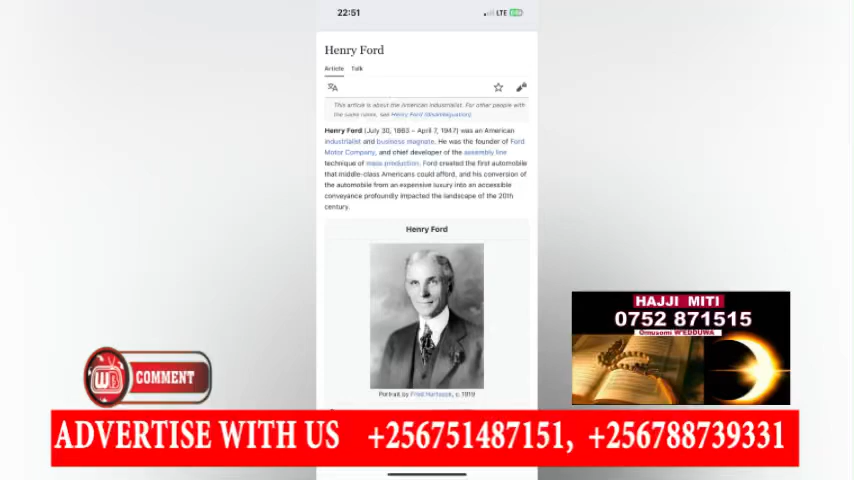 22:51
LTE
Henry Ford
Article Talk
This article is about the American industrialist. For other people with
the same name, see Henry Ford (disambiguation).
Henry Ford (July 30, 1863 – April 7, 1947) was an American
industrialist and business magnate. He was the founder of Ford
Motor Company, and chief developer of the assembly line
technique of mass production. Ford created the first automobile
that middle-class Americans could afford, and his conversion of
the automobile from an expensive luxury into an accessible
conveyance profoundly impacted the landscape of the 20th
century.
Henry Ford
Portrait by Fred Hartsook, c. 1919
HAJJI MITI
0752 871515
Omusomi W'EDDUWA
COMMENT
ADVERTISE WITH US +256751487151, +256788739331